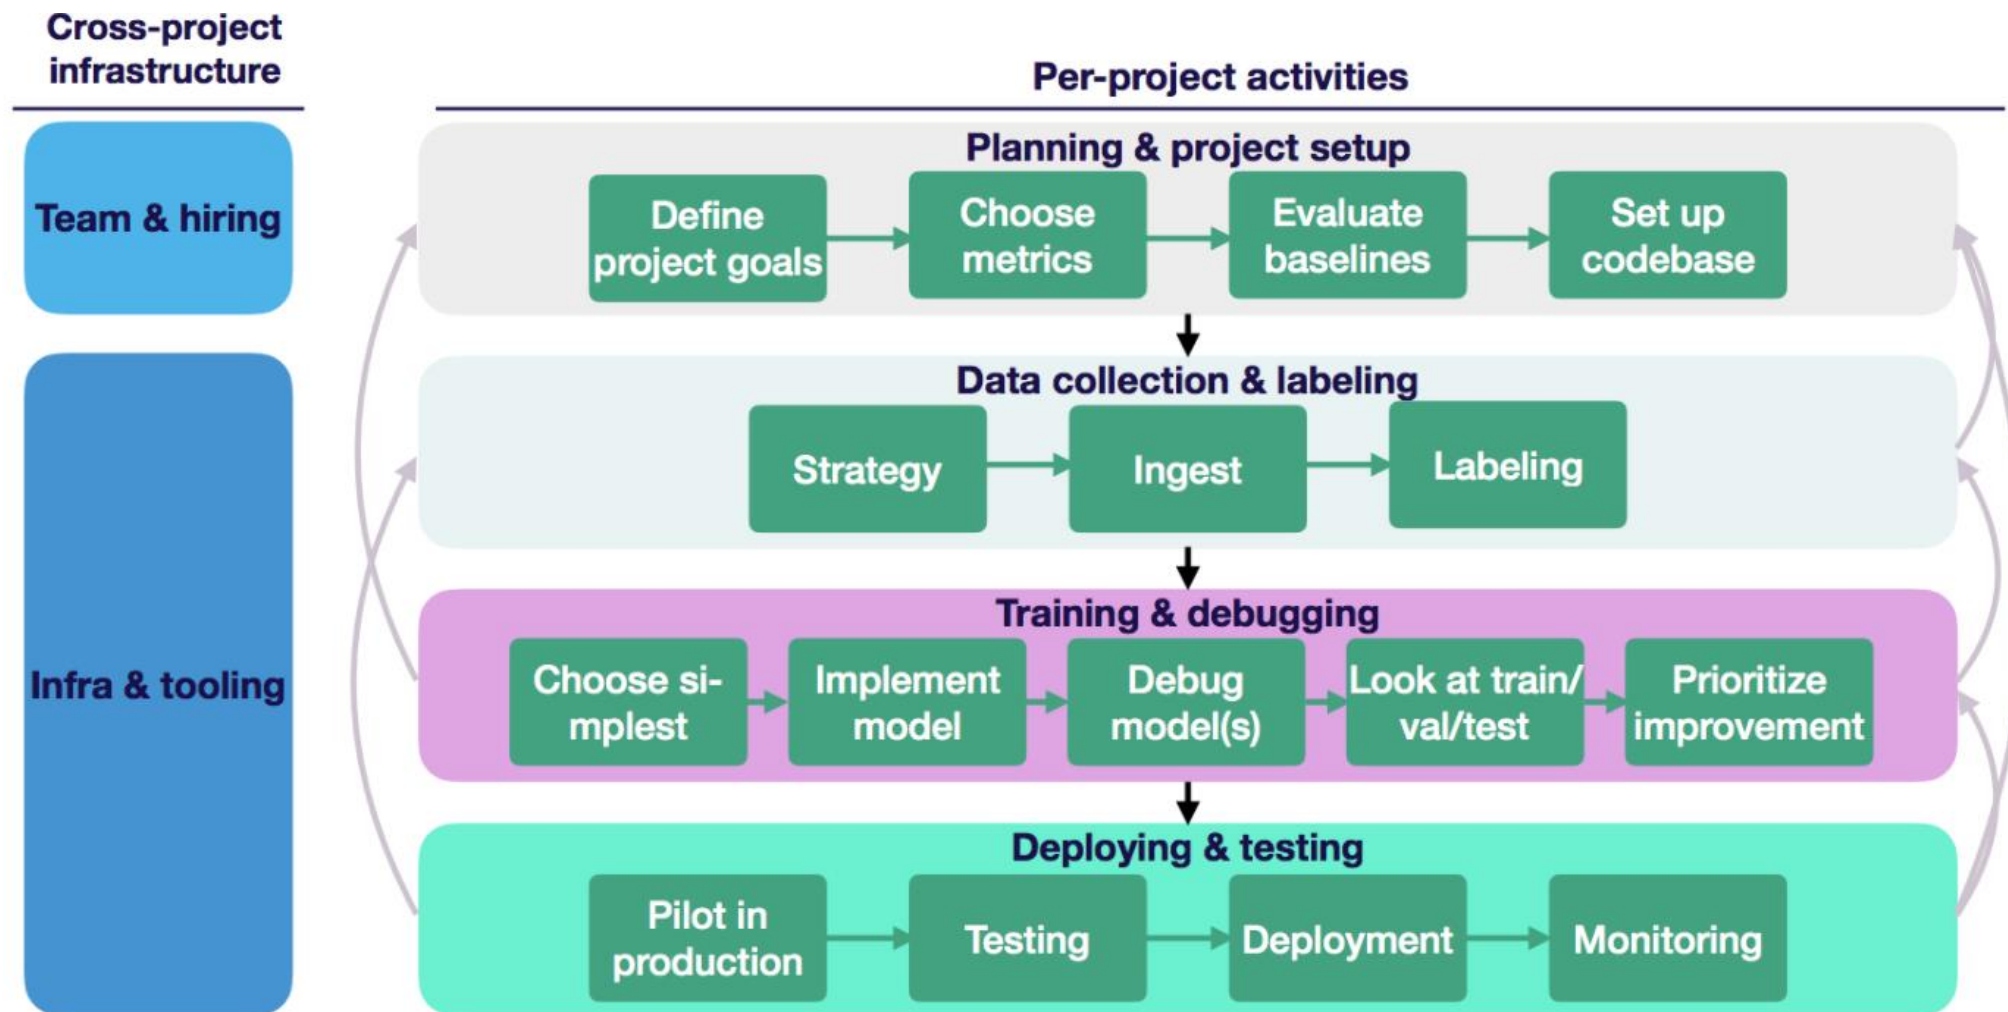 Cross-project
infrastructure
Per-project activities
Team & hiring
Infra & tooling
Planning & project setup
Define
project goals
Choose
metrics
Evaluate
baselines
Set up
codebase
Data collection & labeling
Strategy
Ingest
Labeling
Training & debugging
Choose si-
mplest
Implement
model
Debug
model(s)
Look at train/
val/test
Prioritize
improvement
Deploying & testing
Pilot in
production
Testing
Deployment
Monitoring